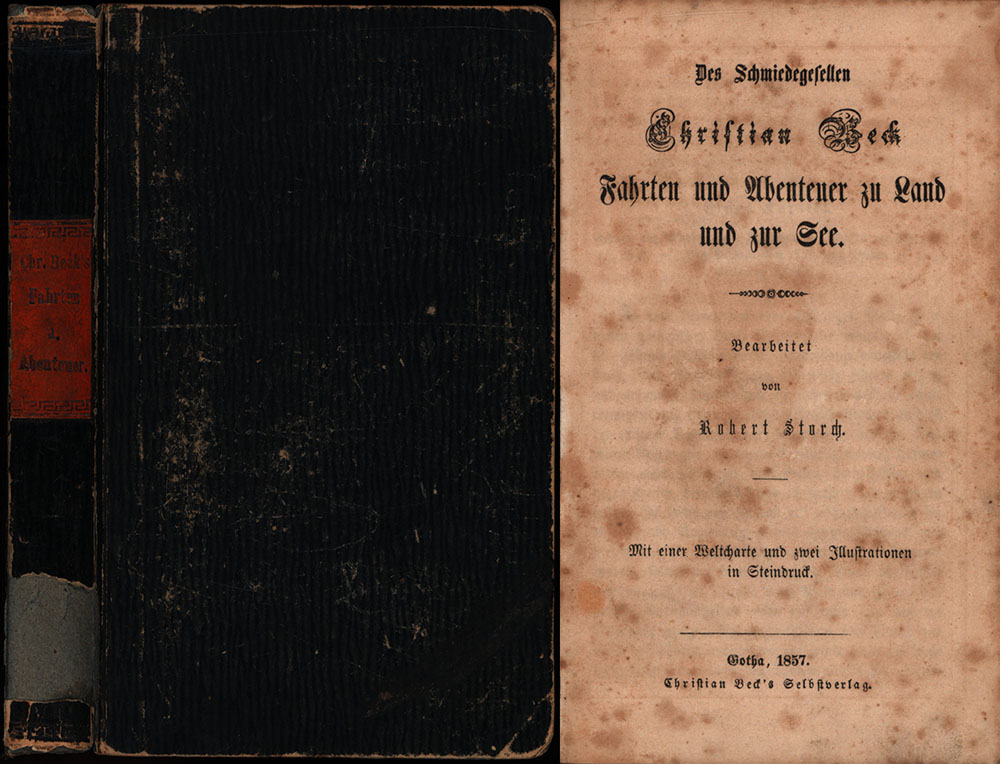 Chr. Beck's
Fahrten
u.
Abenteuer.
Des Schmiedegesellen
Christian Beck
Fahrten und Abenteuer zu Land
und zur See.
Bearbeitet
von
Robert Storch.
Mit einer Weltcharte und zwei Illustrationen
in Steindruck.
Gotha, 1857.
Christian Beck's Selbstverlag.